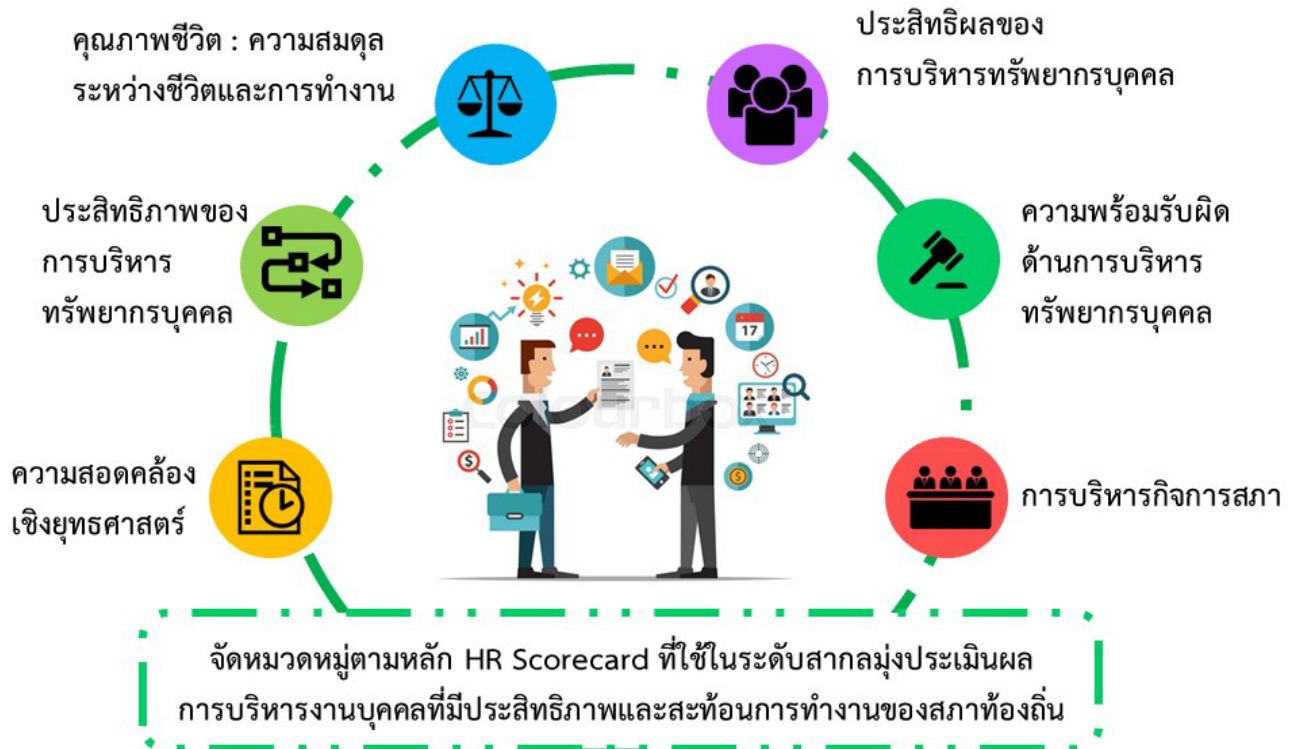 คุณภาพชีวิต : ความสมดุล
ระหว่างชีวิตและการทำงาน
ประสิทธิผลของ
การบริหารทรัพยากรบุคคล
ประสิทธิภาพของ
การบริหาร
ทรัพยากรบุคคล
ความพร้อมรับผิด
ด้านการบริหาร
ทรัพยากรบุคคล
17
colourbox
ความสอดคล้อง
เชิงยุทธศาสตร์
การบริหารกิจการสภา
จัดหมวดหมู่ตามหลัก HR Scorecard ที่ใช้ในระดับสากลมุ่งประเมินผล
การบริหารงานบุคคลที่มีประสิทธิภาพและสะท้อนการทำงานของสภาท้องถิ่น